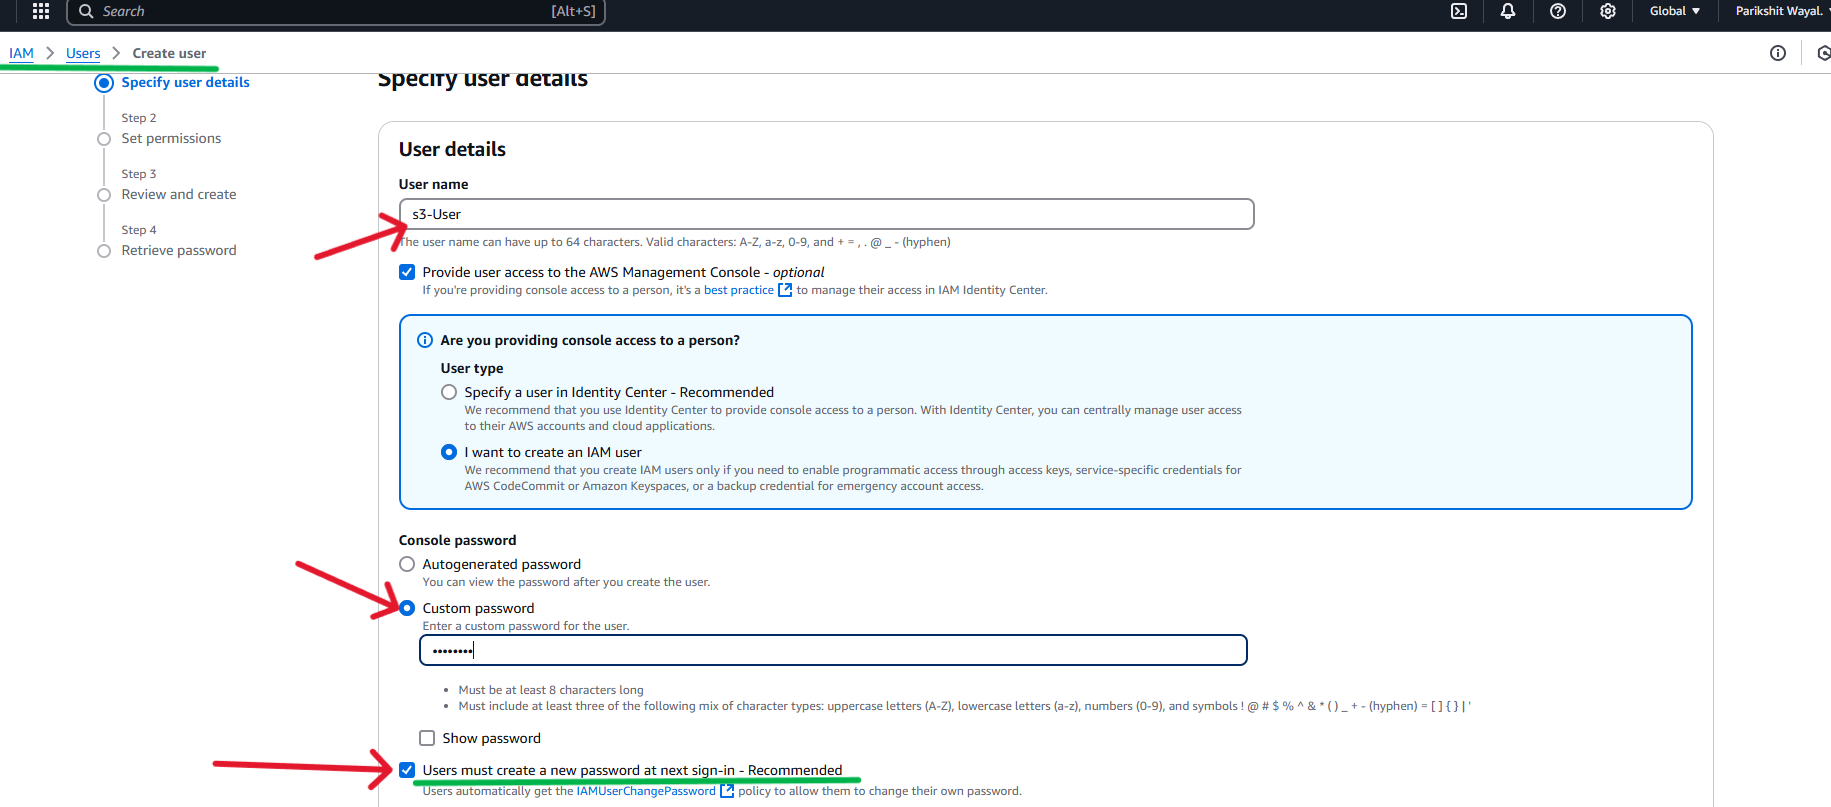 Search [Alt+S] Global Parikshit Wayal.
IAM Users Create user
Specify user details
Step 2
Set permissions
Step 3
Review and create
Step 4
Retrieve password
Specify user details
User details
User name
s3-User
The user name can have up to 64 characters. Valid characters: A-Z, a-z, 0-9, and + = , . @ _ - (hyphen)
Provide user access to the AWS Management Console - optional
If you're providing console access to a person, it's a best practice to manage their access in IAM Identity Center.
Are you providing console access to a person?
User type
Specify a user in Identity Center - Recommended
We recommend that you use Identity Center to provide console access to a person. With Identity Center, you can centrally manage user access
to their AWS accounts and cloud applications.
I want to create an IAM user
We recommend that you create IAM users only if you need to enable programmatic access through access keys, service-specific credentials for
AWS CodeCommit or Amazon Keyspaces, or a backup credential for emergency account access.
Console password
Autogenerated password
You can view the password after you create the user.
Custom password
Enter a custom password for the user.
••••••••
• Must be at least 8 characters long
• Must include at least three of the following mix of character types: uppercase letters (A-Z), lowercase letters (a-z), numbers (0-9), and symbols ! @ # $ % ^ & * ( ) _ + - (hyphen) = [ ] { } | '
Show password
Users must create a new password at next sign-in - Recommended
Users automatically get the IAMUserChangePassword policy to allow them to change their own password.